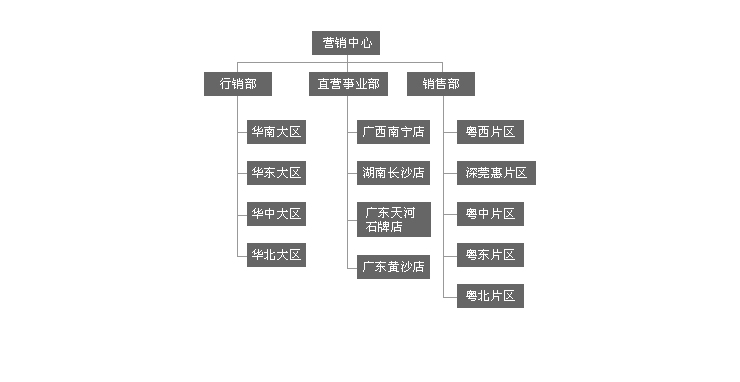 营销中心
行销部
直营事业部
销售部
华南大区
广西南宁店
粤西片区
华东大区
湖南长沙店
深莞惠片区
华中大区
广东天河
石牌店
粤中片区
华北大区
广东黄沙店
粤东片区
粤北片区